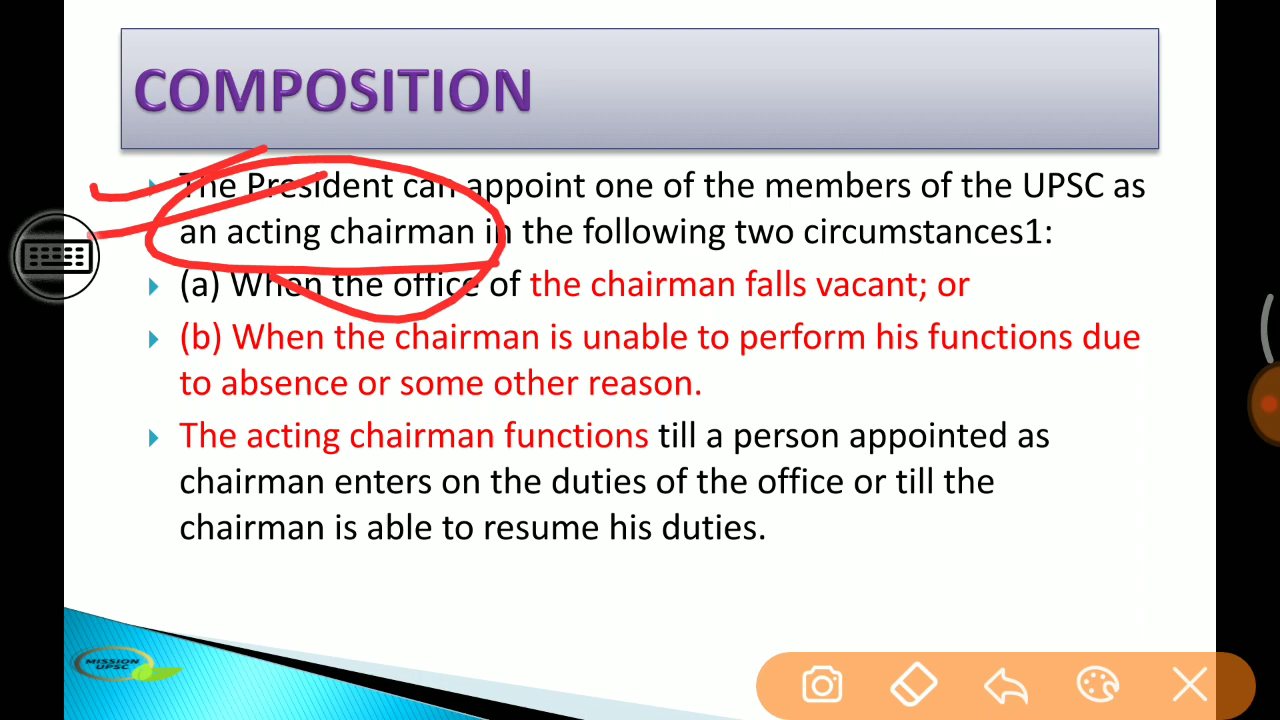 COMPOSITION
The President can appoint one of the members of the UPSC as
an acting chairman in the following two circumstances1:
(a) When the office of the chairman falls vacant; or
(b) When the chairman is unable to perform his functions due
to absence or some other reason.
The acting chairman functions till a person appointed as
chairman enters on the duties of the office or till the
chairman is able to resume his duties.
MISSION
UPSC